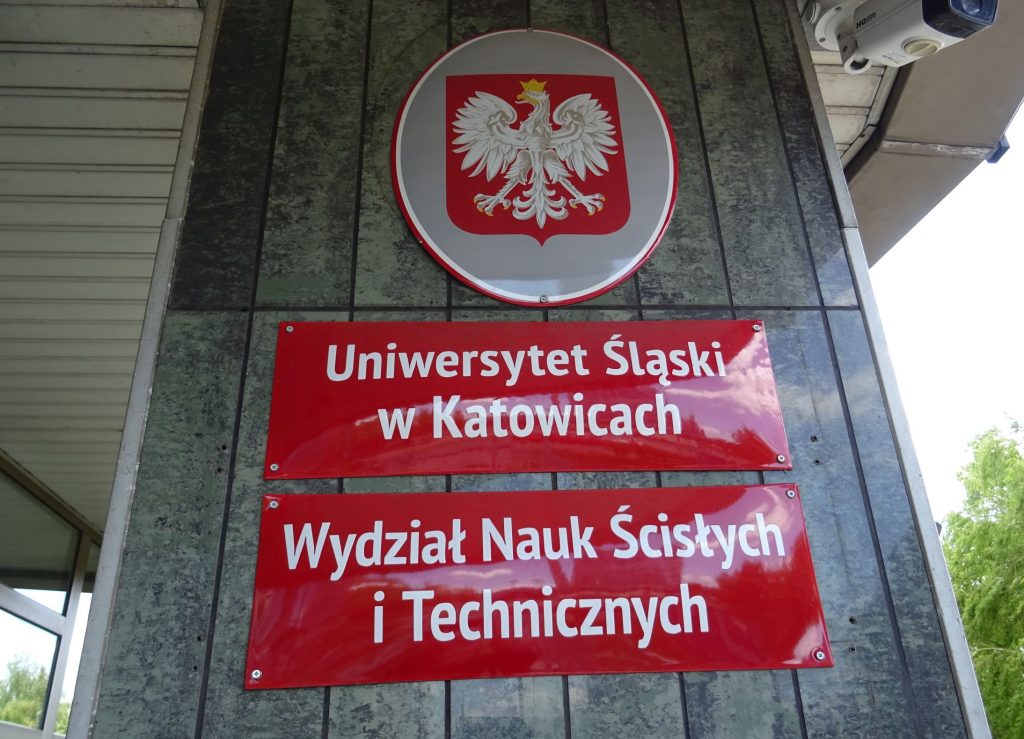 Uniwersytet Śląski
w Katowicach
Wydział Nauk Ścisłych
i Technicznych